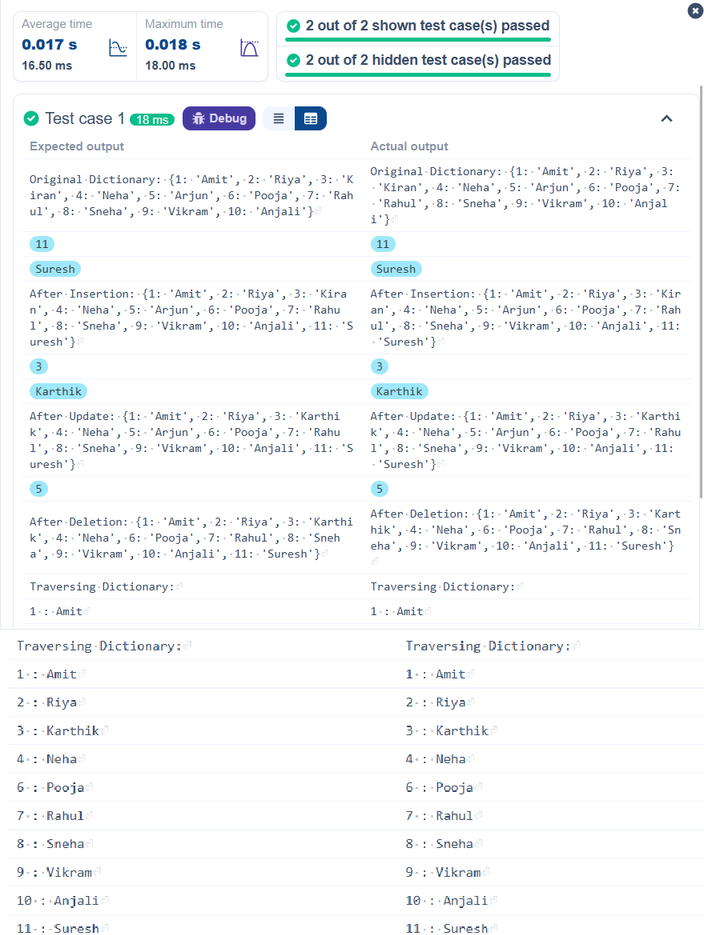 Average time
0.017 s
16.50 ms
Maximum time
0.018 s
18.00 ms
2 out of 2 shown test case(s) passed
2 out of 2 hidden test case(s) passed
Test case 1
18 ms
Debug
Expected output
Actual output
Original Dictionary: {1: 'Amit', 2: 'Riya', 3: 'K
iran', 4: 'Neha', 5: 'Arjun', 6: 'Pooja', 7: 'Rah
ul', 8: 'Sneha', 9: 'Vikram', 10: 'Anjali'}
Original Dictionary: {1: 'Amit', 2: 'Riya', 3:
'Kiran', 4: 'Neha', 5: 'Arjun', 6: 'Pooja', 7:
'Rahul', 8: 'Sneha', 9: 'Vikram', 10: 'Anjal
i'}
11
11
Suresh
Suresh
After Insertion: {1: 'Amit', 2: 'Riya', 3: 'Kira
n', 4: 'Neha', 5: 'Arjun', 6: 'Pooja', 7: 'Rahu
l', 8: 'Sneha', 9: 'Vikram', 10: 'Anjali', 11: 'S
uresh'}
After Insertion: {1: 'Amit', 2: 'Riya', 3: 'Kir
an', 4: 'Neha', 5: 'Arjun', 6: 'Pooja', 7: 'Rah
ul', 8: 'Sneha', 9: 'Vikram', 10: 'Anjali', 11:
'Suresh'}
3
3
Karthik
Karthik
After Update: {1: 'Amit', 2: 'Riya', 3: 'Karthi
k', 4: 'Neha', 5: 'Arjun', 6: 'Pooja', 7: 'Rahu
l', 8: 'Sneha', 9: 'Vikram', 10: 'Anjali', 11: 'S
uresh'}
After Update: {1: 'Amit', 2: 'Riya', 3: 'Karthi
k', 4: 'Neha', 5: 'Arjun', 6: 'Pooja', 7: 'Rahu
l', 8: 'Sneha', 9: 'Vikram', 10: 'Anjali', 11:
'Suresh'}
5
5
After Deletion: {1: 'Amit', 2: 'Riya', 3: 'Karthi
k', 4: 'Neha', 6: 'Pooja', 7: 'Rahul', 8: 'Sneh
a', 9: 'Vikram', 10: 'Anjali', 11: 'Suresh'}
After Deletion: {1: 'Amit', 2: 'Riya', 3: 'Kart
hik', 4: 'Neha', 6: 'Pooja', 7: 'Rahul', 8: 'Sn
eha', 9: 'Vikram', 10: 'Anjali', 11: 'Suresh'}
Traversing Dictionary:
Traversing Dictionary:
1 : Amit
1 : Amit
Traversing Dictionary:
Traversing Dictionary:
1 : Amit
1 : Amit
2 : Riya
2 : Riya
3 : Karthik
3 : Karthik
4 : Neha
4 : Neha
6 : Pooja
6 : Pooja
7 : Rahul
7 : Rahul
8 : Sneha
8 : Sneha
9 : Vikram
9 : Vikram
10 : Anjali
10 : Anjali
11 : Suresh
11 : Suresh